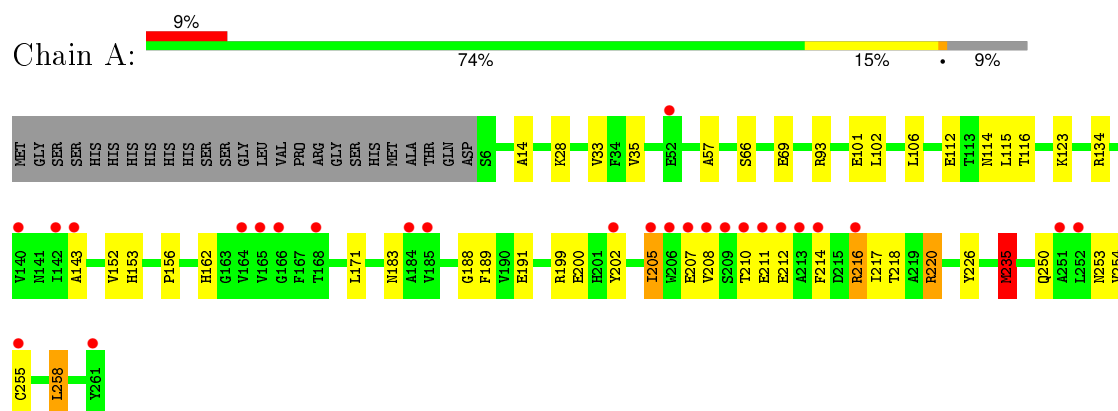 9%
Chain A:
74% 15% • 9%
MET GLY SER SER HIS HIS HIS HIS HIS HIS SER SER GLY LEU VAL PRO ARG GLY SER HIS MET ALA THR GLN ASP S6 A14 K28 V33 F34 V35 E52 A57 S66 E69 R93 E101 L102 L106 E112 T113 N114 L115 T116 K123 R134
V140 N141 I142 A143 V152 H153 P156 H162 G163 V164 V165 G166 F167 T168 L171 N183 A184 V185 G188 F189 V190 E191 R199 E200 H201 Y202 I205 W206 E207 V208 S209 T210 E211 E212 A213 F214 D215 R216 I217 T218 A219 R220 Y226 M235 Q250 A251 L252 N253
C255 L258 Y261